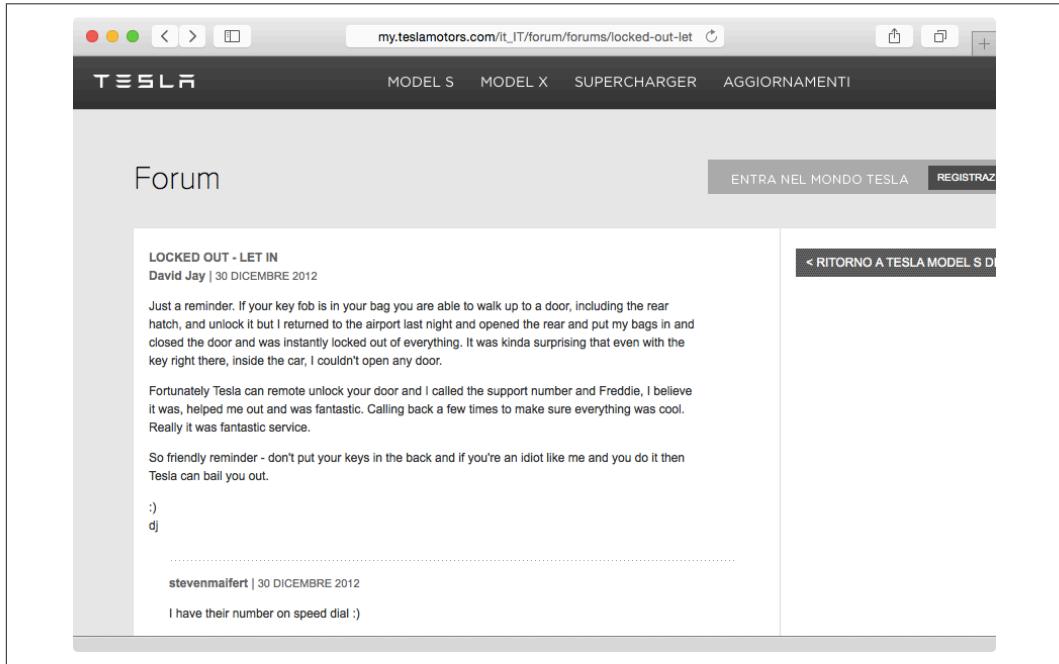 my.teslamotors.com/it_IT/forum/forums/locked-out-let
TESLA
MODEL S MODEL X SUPERCHARGER AGGIORNAMENTI
Forum
ENTRA NEL MONDO TESLA REGISTRAZ
LOCKED OUT - LET IN
David Jay | 30 DICEMBRE 2012
< RITORNO A TESLA MODEL S DI
Just a reminder. If your key fob is in your bag you are able to walk up to a door, including the rear
hatch, and unlock it but I returned to the airport last night and opened the rear and put my bags in and
closed the door and was instantly locked out of everything. It was kinda surprising that even with the
key right there, inside the car, I couldn't open any door.
Fortunately Tesla can remote unlock your door and I called the support number and Freddie, I believe
it was, helped me out and was fantastic. Calling back a few times to make sure everything was cool.
Really it was fantastic service.
So friendly reminder - don't put your keys in the back and if you're an idiot like me and you do it then
Tesla can bail you out.
:)
dj
stevenmaifert | 30 DICEMBRE 2012
I have their number on speed dial :)